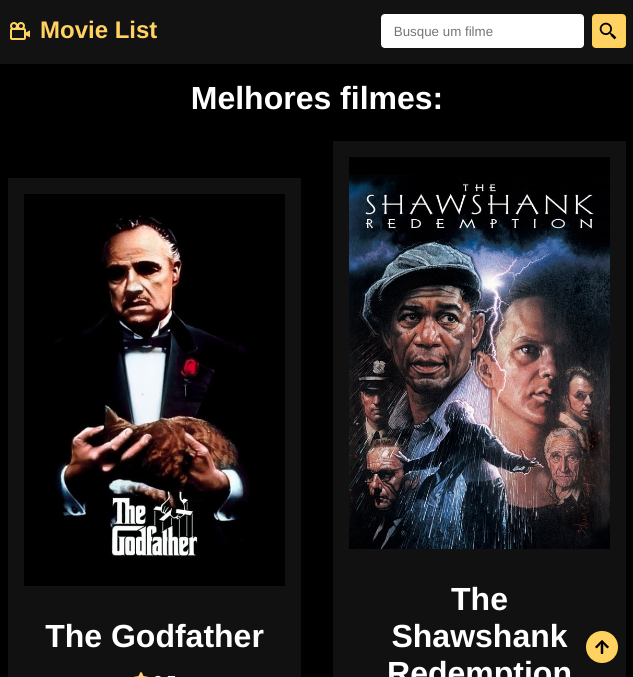 Movie List
Busque um filme
Melhores filmes:
The
Godfather
The Godfather
THE
SHAWSHANK
REDEMPTION
The
Shawshank
Redemption